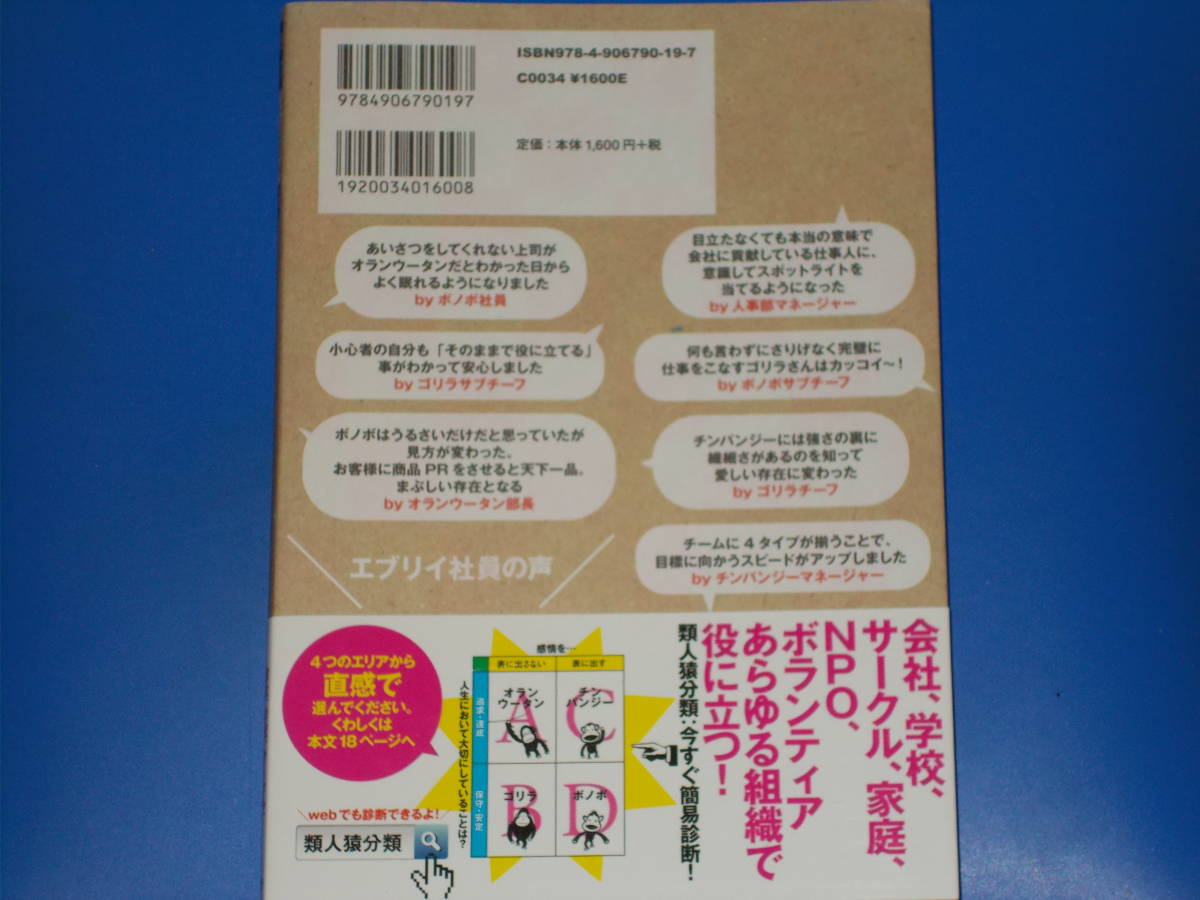 ISBN978-4-906790-19-7
C0034 ¥1600E
9784906790197
定価：本体1,600円+税
1920034016008
あいさつをしてくれない上司が
オランウータンだとわかった日から
よく眠れるようになりました
by ボノボ社員
目立たなくても本当の意味で
会社に貢献している仕事人に、
意識してスポットライトを
当てるようになった
by 人事部マネージャー
小心者の自分も「そのままで役に立てる」
事がわかって安心しました
by ゴリラサブチーフ
何も言わずにさりげなく完璧に
仕事をこなすゴリラさんはカッコイ〜！
by ボノボサブチーフ
ボノボはうるさいだけだと思っていたが
見方が変わった。
お客様に商品PRをさせると天下一品。
まぶしい存在となる
by オランウータン部長
チンパンジーには強さの裏に
繊細さがあるのを知って
愛しい存在に変わった
by ゴリラチーフ
チームに4タイプが揃うことで、
目標に向かうスピードがアップしました
by チンパンジーマネージャー
エブリイ社員の声
会社、学校、
サークル、家庭、
NPO、
ボランティア
あらゆる組織で
役に立つ！
類人猿分類：今すぐ簡易診断！
感情を…
表に出さない
表に出す
人生において大切にしていることは？
追求・達成
保守・安定
A
オラン
ウータン
C
チン
パンジー
B
ゴリラ
D
ボノボ
4つのエリアから
直感で
選んでください。
くわしくは
本文18ページへ
webでも診断できるよ！
類人猿分類